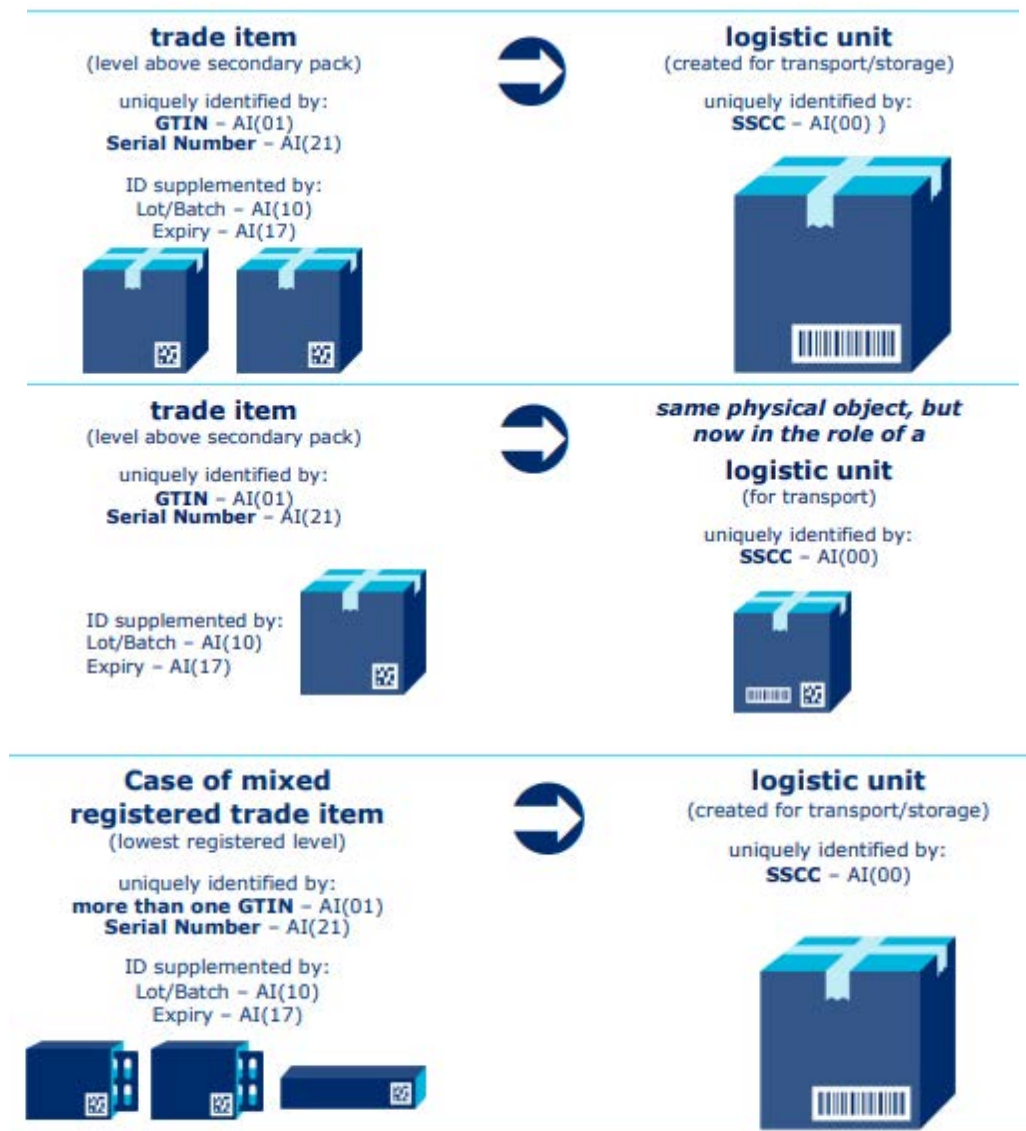 trade item
(level above secondary pack)
uniquely identified by:
GTIN – AI(01)
Serial Number – AI(21)
ID supplemented by:
Lot/Batch – AI(10)
Expiry – AI(17)
logistic unit
(created for transport/storage)
uniquely identified by:
SSCC – AI(00) )
trade item
(level above secondary pack)
uniquely identified by:
GTIN – AI(01)
Serial Number – AI(21)
ID supplemented by:
Lot/Batch – AI(10)
Expiry – AI(17)
same physical object, but
now in the role of a
logistic unit
(for transport)
uniquely identified by:
SSCC – AI(00)
Case of mixed
registered trade item
(lowest registered level)
uniquely identified by:
more than one GTIN – AI(01)
Serial Number – AI(21)
ID supplemented by:
Lot/Batch – AI(10)
Expiry – AI(17)
logistic unit
(created for transport/storage)
uniquely identified by:
SSCC – AI(00)